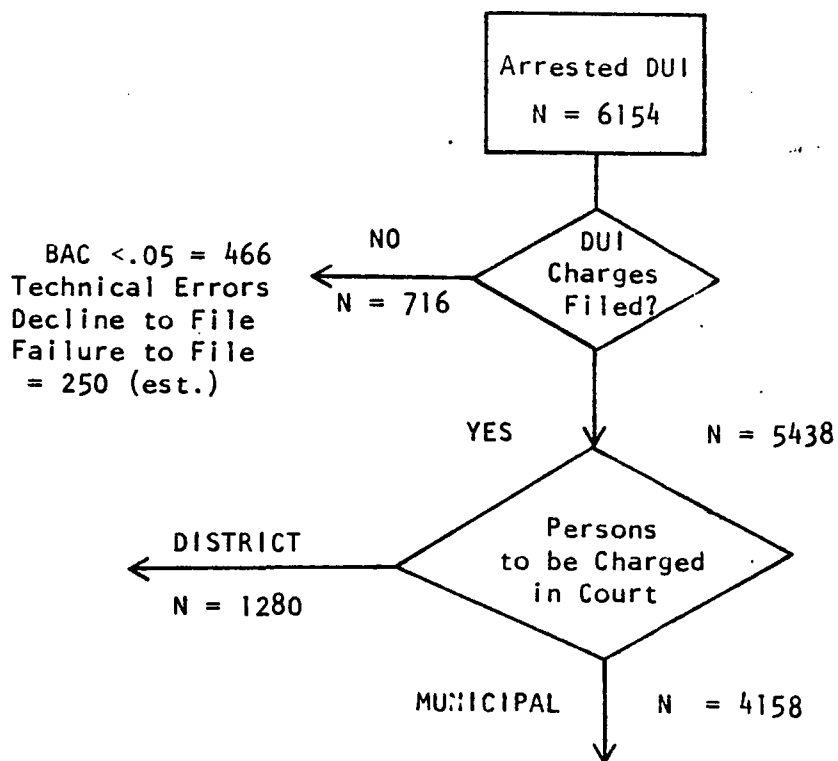 Arrested DUI
N = 6154
DUI
Charges
Filed?
NO
N = 716
BAC <.05 = 466
Technical Errors
Decline to File
Failure to File
= 250 (est.)
YES
N = 5438
Persons
to be Charged
in Court
DISTRICT
N = 1280
MUNICIPAL
N = 4158